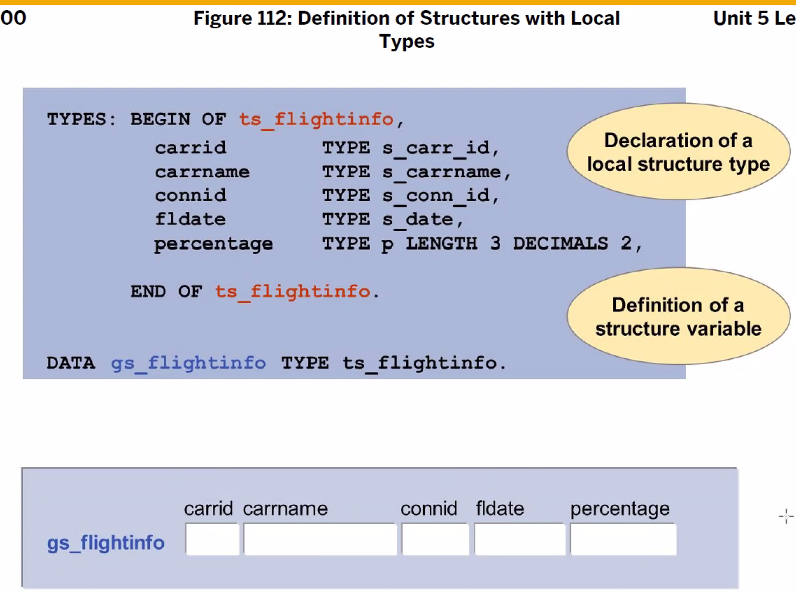 00
Figure 112: Definition of Structures with Local
Types
Unit 5 Le
TYPES: BEGIN OF ts_flightinfo,
carrid TYPE s_carr_id,
carrname TYPE s_carrname,
connid TYPE s_conn_id,
fldate TYPE s_date,
percentage TYPE p LENGTH 3 DECIMALS 2,
END OF ts_flightinfo.
DATA gs_flightinfo TYPE ts_flightinfo.
Declaration of a
local structure type
Definition of a
structure variable
carrid carrname connid fldate percentage
gs_flightinfo